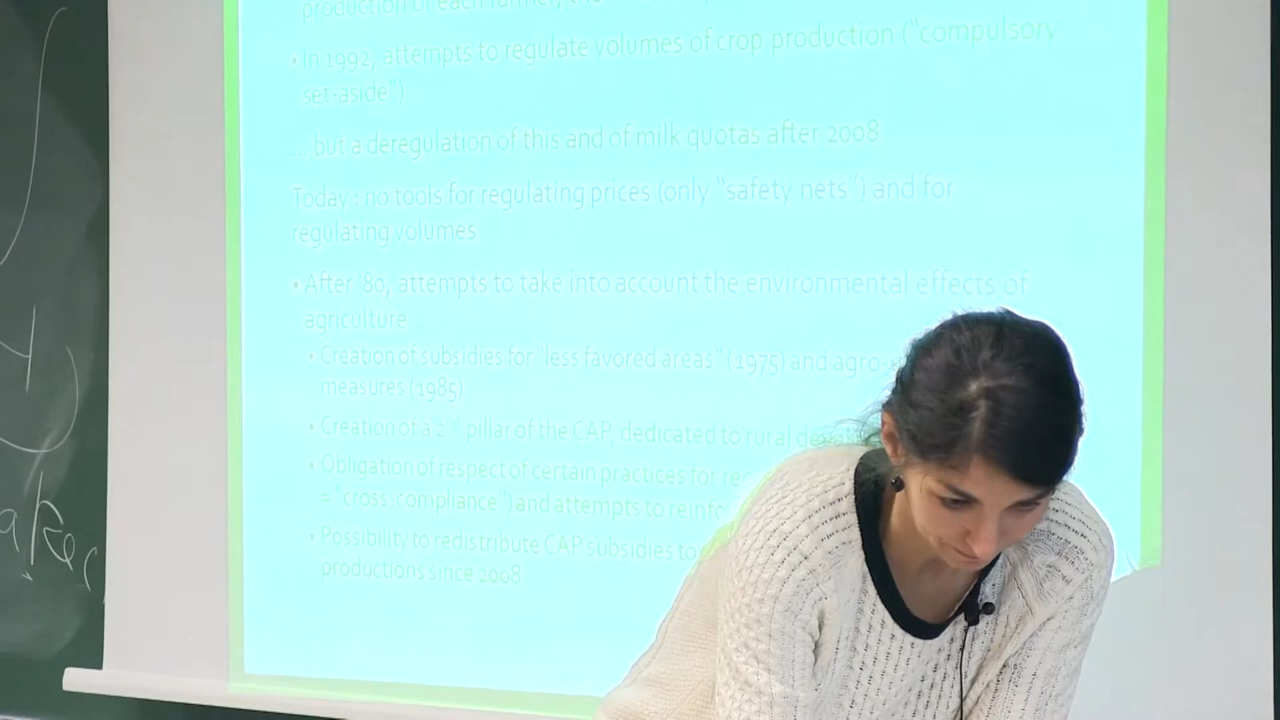 production of each farmer,
• In 1992, attempts to regulate volumes of crop production ("compulsory
set-aside")
...but a deregulation of this and of milk quotas after 2008
Today : no tools for regulating prices (only "safety nets") and for
regulating volumes
• After '80, attempts to take into account the environmental effects of
agriculture
• Creation of subsidies for "less favored areas" (1975) and agro-
measures (1985)
• Creation of a 2nd pillar of the CAP, dedicated to rural
• Obligation of respect of certain practices for
= "cross-compliance") and attempts to
• Possibility to redistribute CAP subsidies
productions since 2008